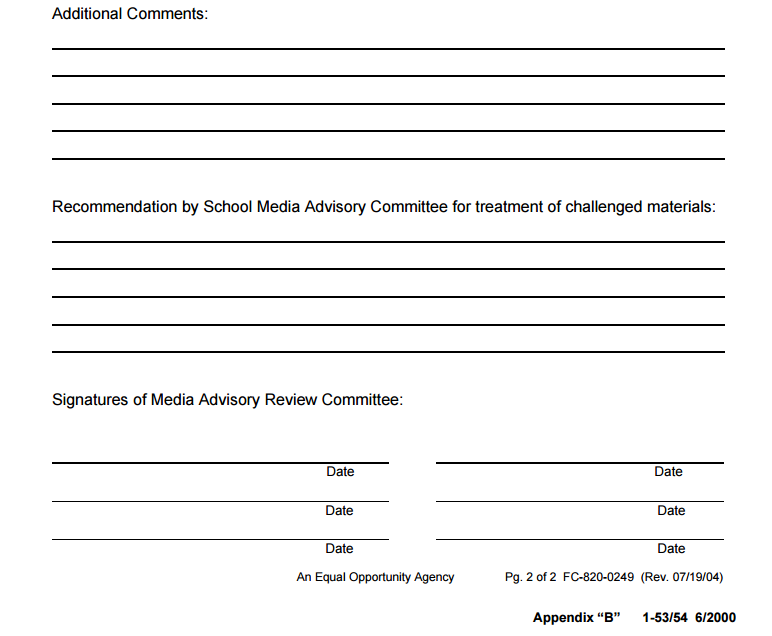 Additional Comments:
Recommendation by School Media Advisory Committee for treatment of challenged materials:
Signatures of Media Advisory Review Committee:
Date Date
Date Date
Date Date
An Equal Opportunity Agency Pg. 2 of 2 FC-820-0249 (Rev. 07/19/04)
Appendix “B” 1-53/54 6/2000